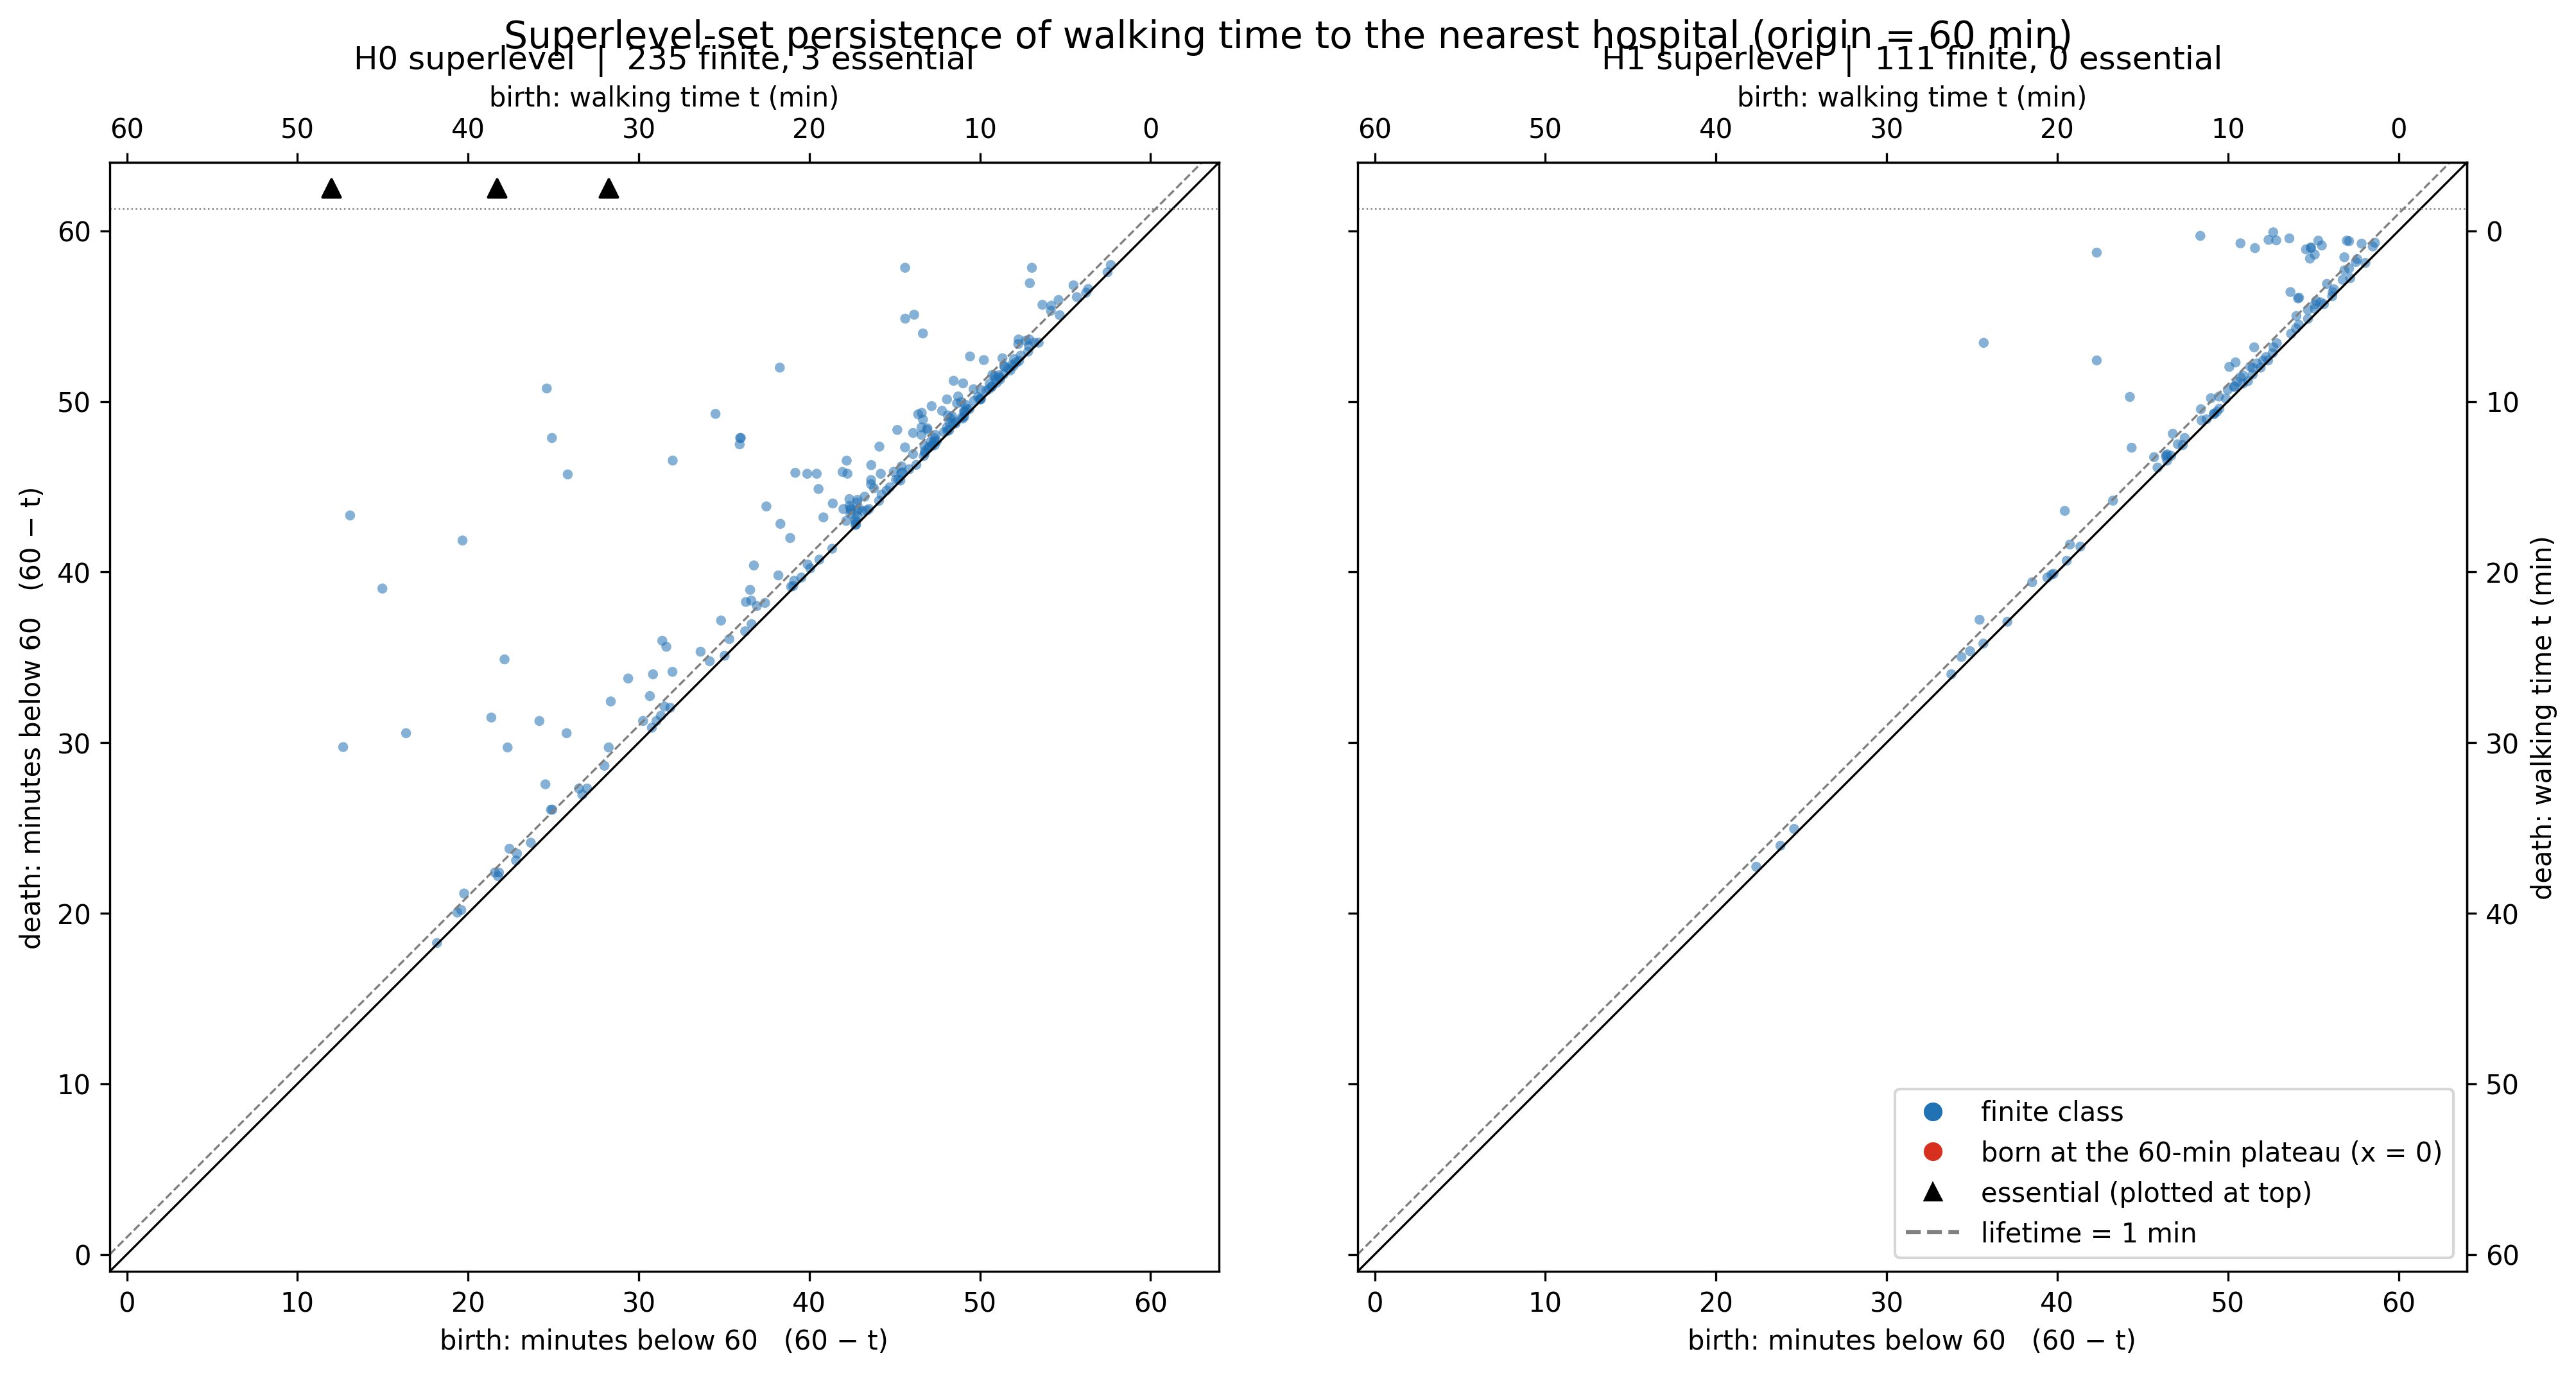 Superlevel-set persistence of walking time to the nearest hospital (origin = 60 min)
H0 superlevel | 235 finite, 3 essential
birth: walking time t (min)
60 50 40 30 20 10 0
60
50
40
30
20
10
0
death: minutes below 60 (60 − t)
0 10 20 30 40 50 60
birth: minutes below 60 (60 − t)
H1 superlevel | 111 finite, 0 essential
birth: walking time t (min)
60 50 40 30 20 10 0
0
10
20
30
40
50
60
death: walking time t (min)
finite class
born at the 60-min plateau (x = 0)
essential (plotted at top)
lifetime = 1 min
0 10 20 30 40 50 60
birth: minutes below 60 (60 − t)